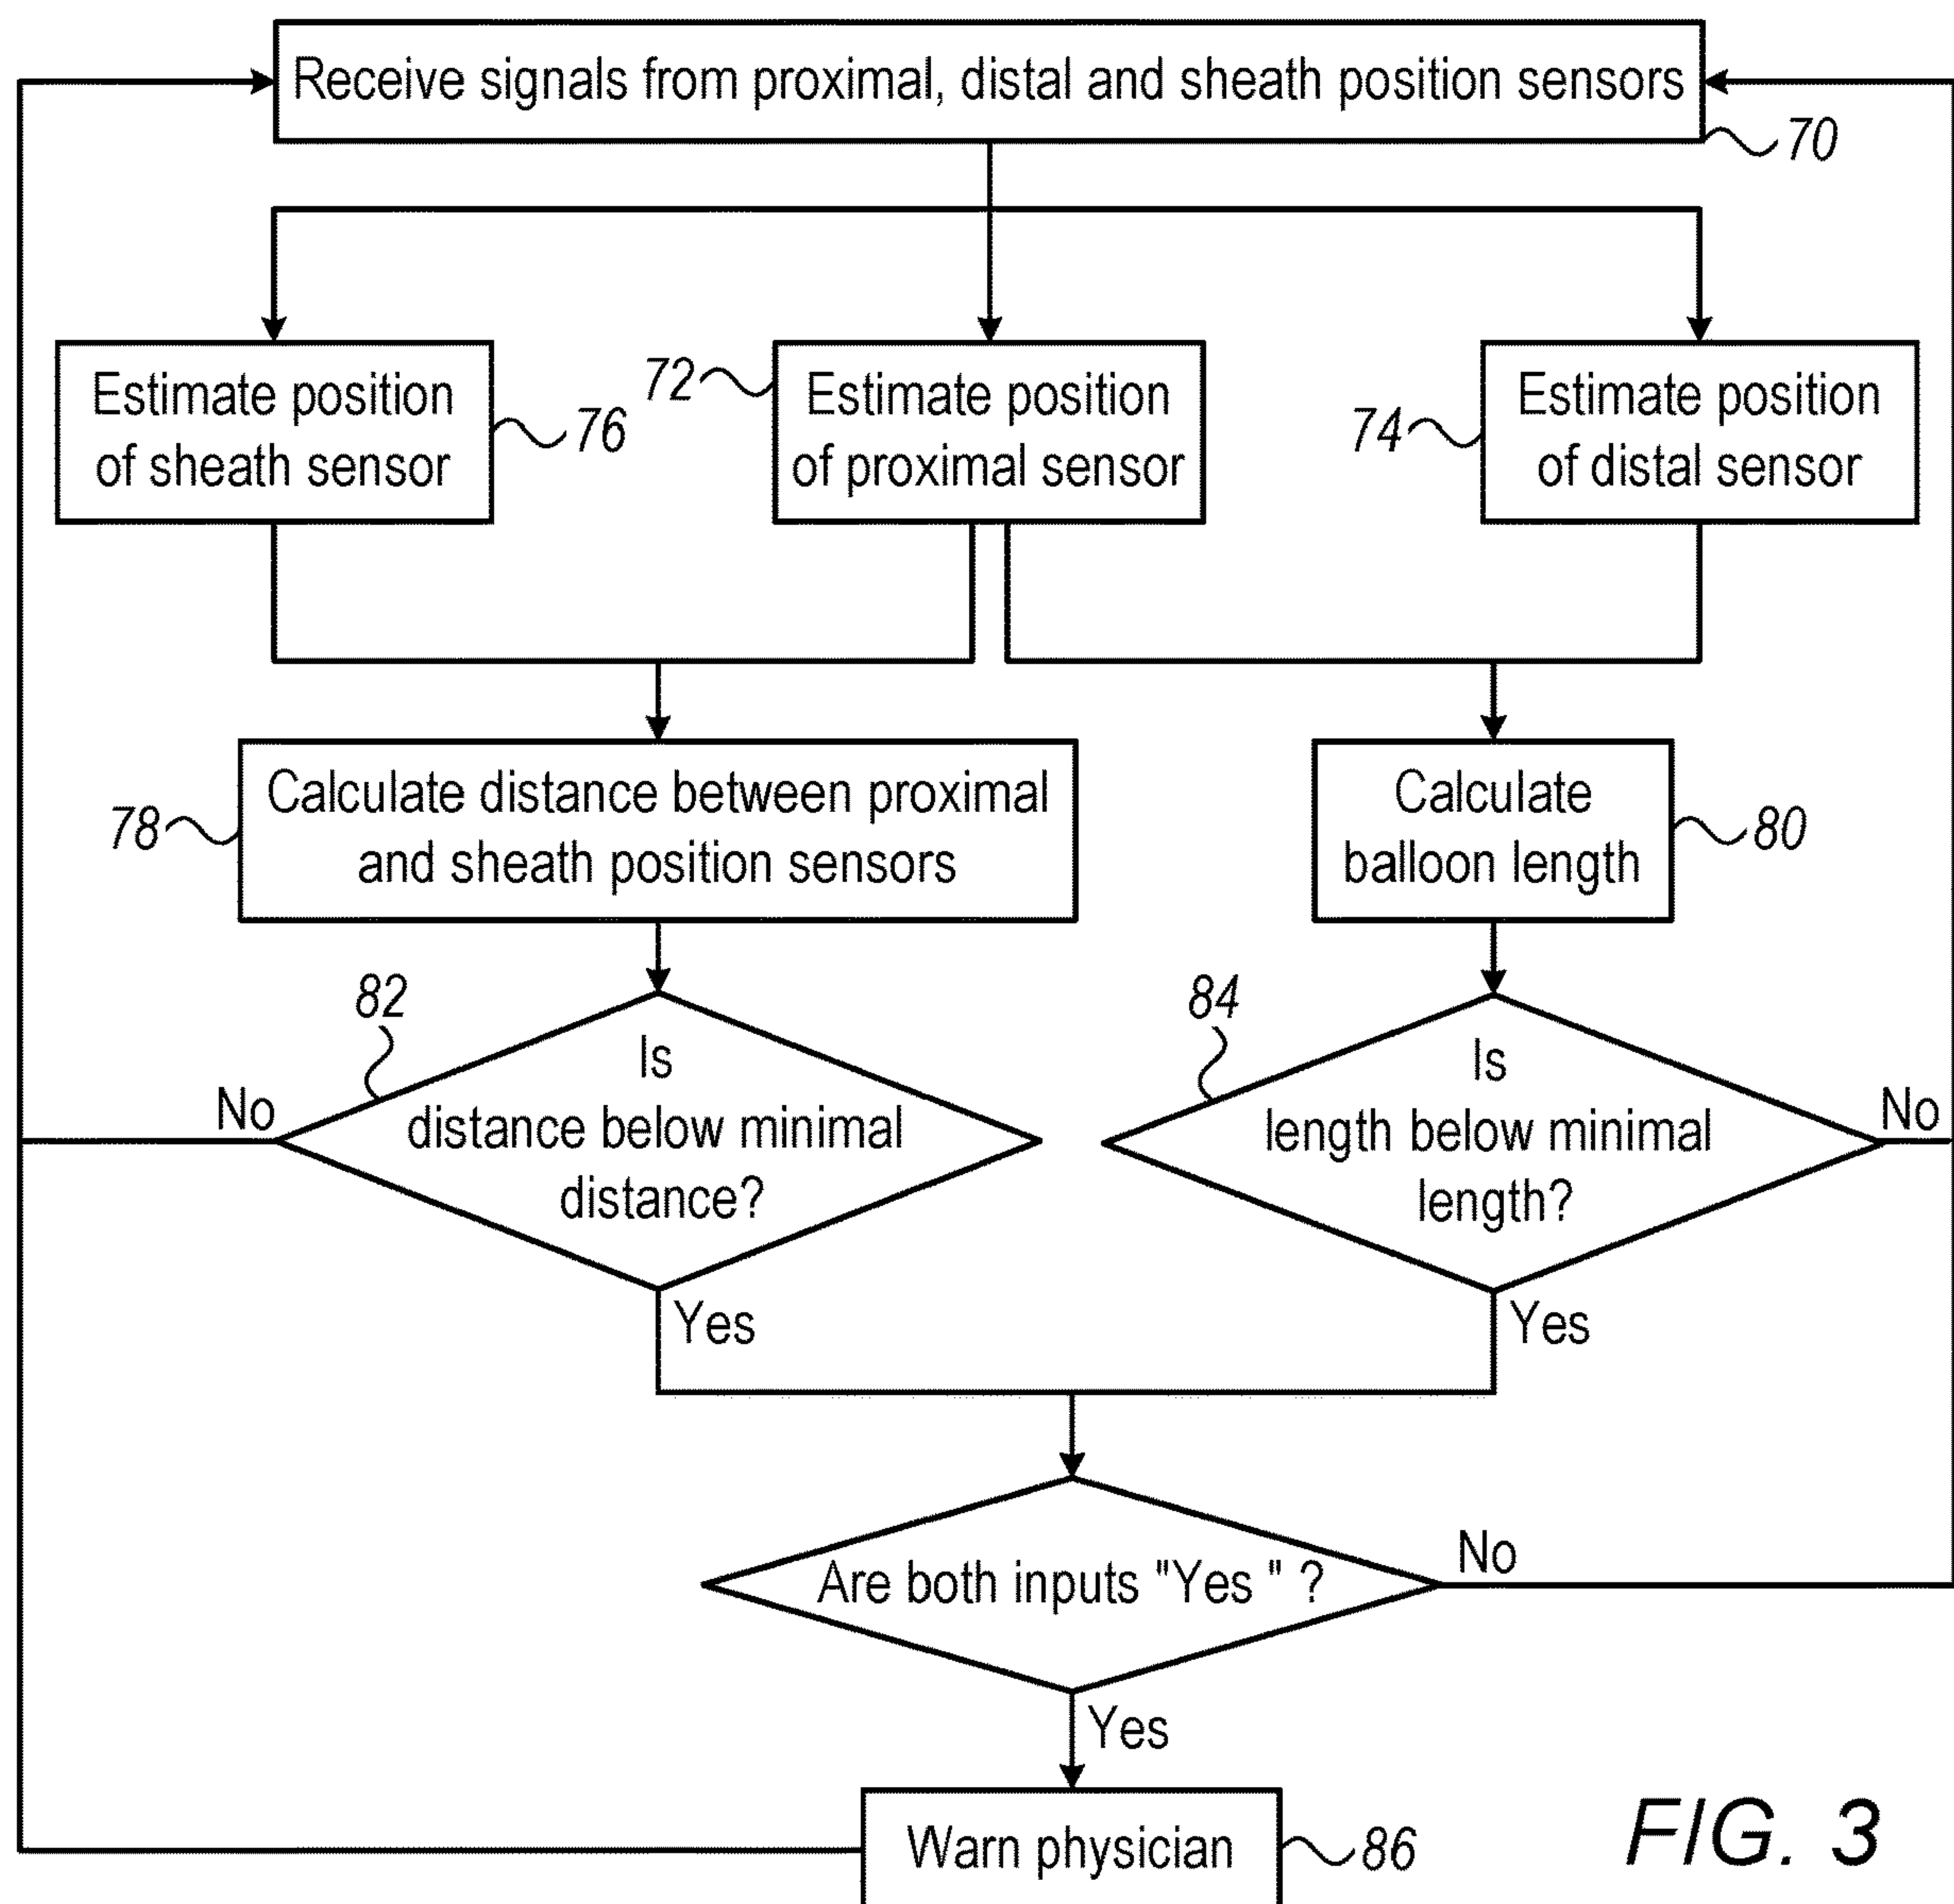 Receive signals from proximal, distal and sheath position sensors
70
Estimate position
of sheath sensor
76
72
Estimate position
of proximal sensor
74
Estimate position
of distal sensor
78
Calculate distance between proximal
and sheath position sensors
Calculate
balloon length
80
82
Is
distance below minimal
distance?
No
Yes
84
Is
length below minimal
length?
No
Yes
Are both inputs "Yes " ?
No
Yes
Warn physician
86
FIG. 3